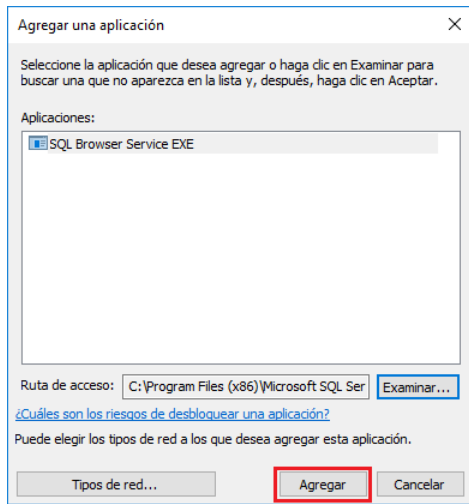 Agregar una aplicación
Seleccione la aplicación que desea agregar o haga clic en Examinar para
buscar una que no aparezca en la lista y, después, haga clic en Aceptar.
Aplicaciones:
SQL Browser Service EXE
Ruta de acceso: C:\Program Files (x86)\Microsoft SQL Ser Examinar...
¿Cuáles son los riesgos de desbloquear una aplicación?
Puede elegir los tipos de red a los que desea agregar esta aplicación.
Tipos de red... Agregar Cancelar